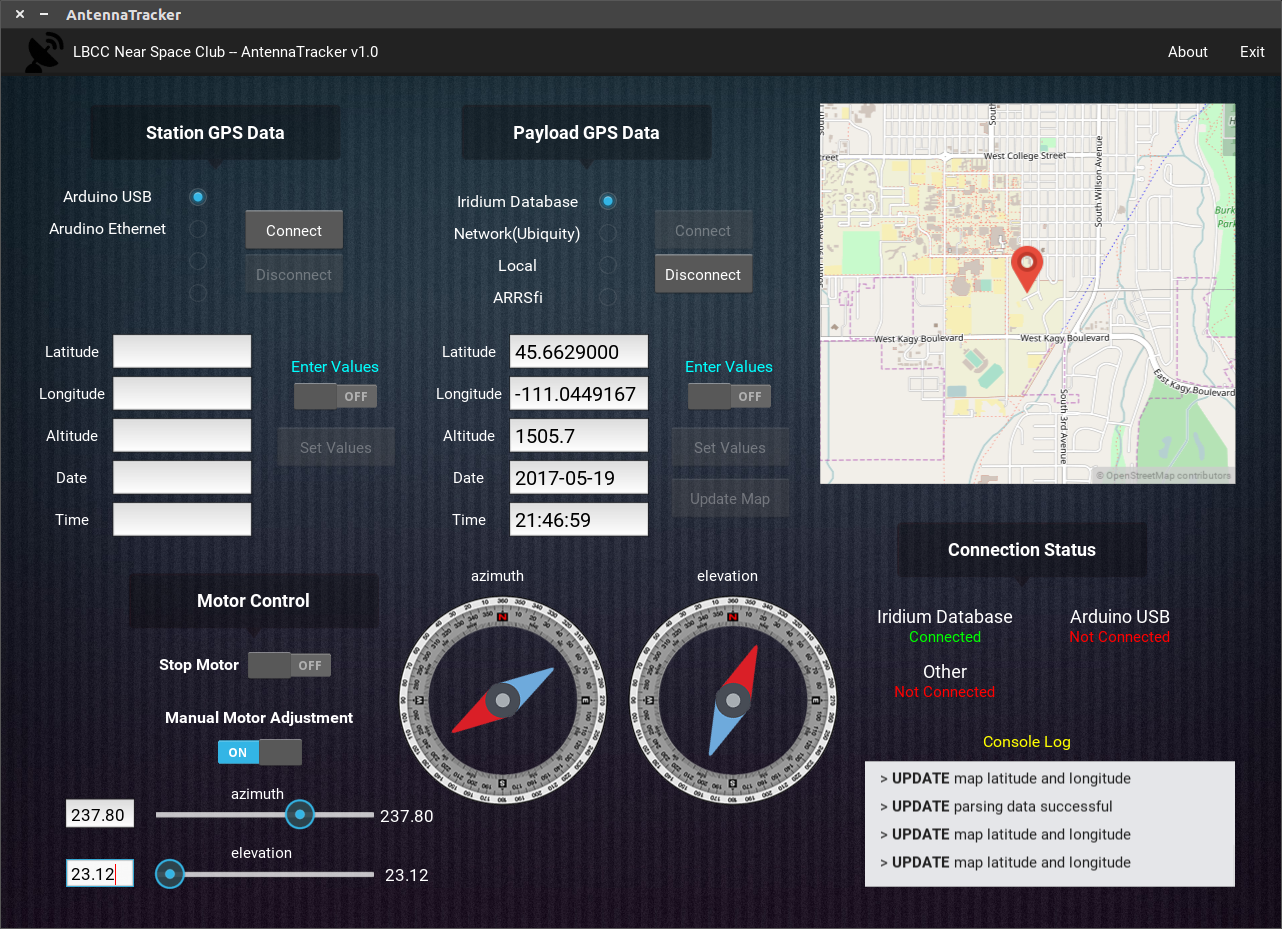 AntennaTracker
LBCC Near Space Club -- AntennaTracker v1.0
About
Exit
Station GPS Data
Arduino USB
Arudino Ethernet
Connect
Disconnect
Latitude
Longitude
Altitude
Date
Time
Enter Values
OFF
Set Values
Payload GPS Data
Iridium Database
Network(Ubiquity)
Local
ARRSfi
Connect
Disconnect
Latitude
45.6629000
Longitude
-111.0449167
Altitude
1505.7
Date
2017-05-19
Time
21:46:59
Enter Values
OFF
Set Values
Update Map
West College Street
South Willson Avenue
West Kagy Boulevard
West Kagy Boulevard
East Kagy Boulevard
South 3rd Avenue
© OpenStreetMap contributors
Motor Control
Stop Motor
OFF
Manual Motor Adjustment
ON
azimuth
237.80
237.80
elevation
23.12
23.12
azimuth
elevation
Connection Status
Iridium Database
Connected
Arduino USB
Not Connected
Other
Not Connected
Console Log
> UPDATE map latitude and longitude
> UPDATE parsing data successful
> UPDATE map latitude and longitude
> UPDATE map latitude and longitude